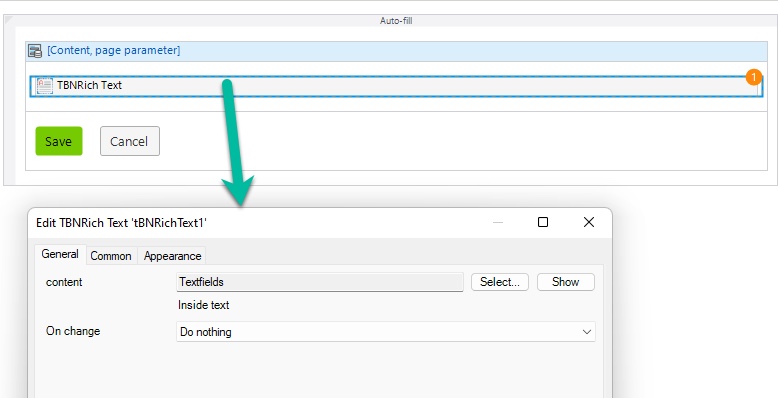 Auto-fill
[Content, page parameter]
TBNRich Text
1
Save Cancel
Edit TBNRich Text 'tBNRichText1'
General Common Appearance
content Textfields Select... Show
Inside text
On change Do nothing